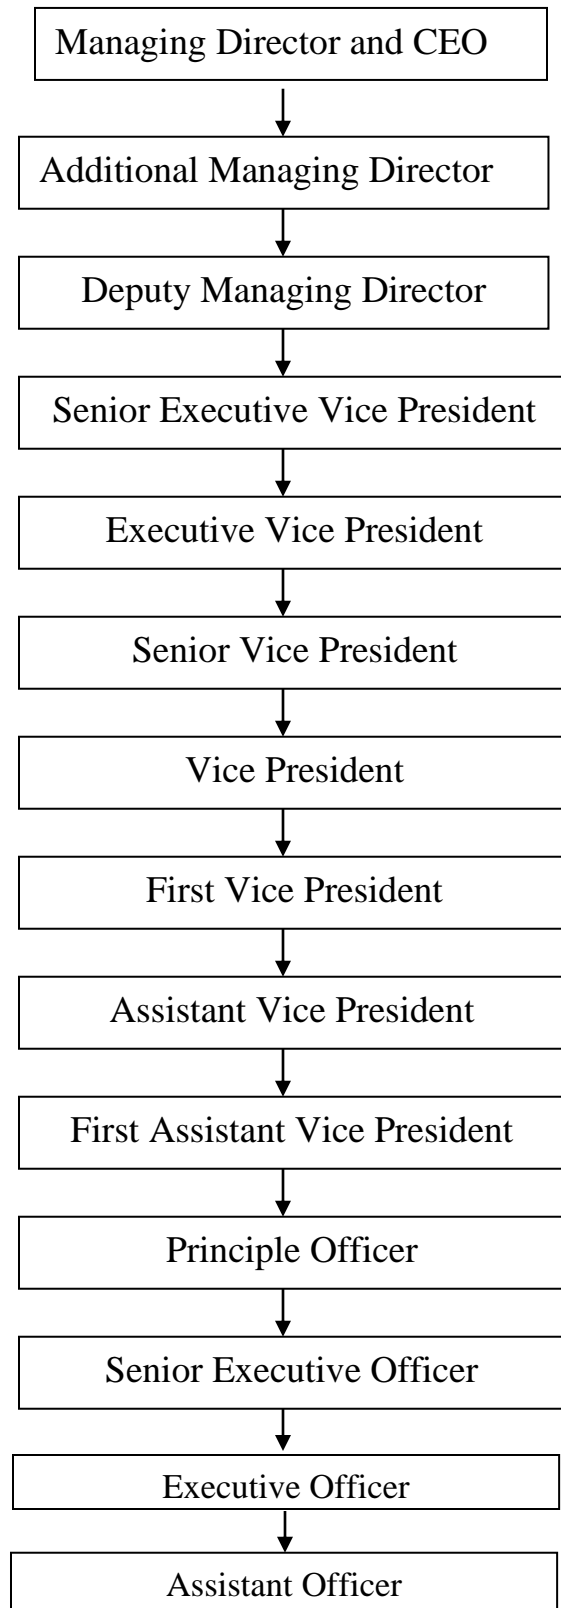 Managing Director and CEO
Additional Managing Director
Deputy Managing Director
Senior Executive Vice President
Executive Vice President
Senior Vice President
Vice President
First Vice President
Assistant Vice President
First Assistant Vice President
Principle Officer
Senior Executive Officer
Executive Officer
Assistant Officer